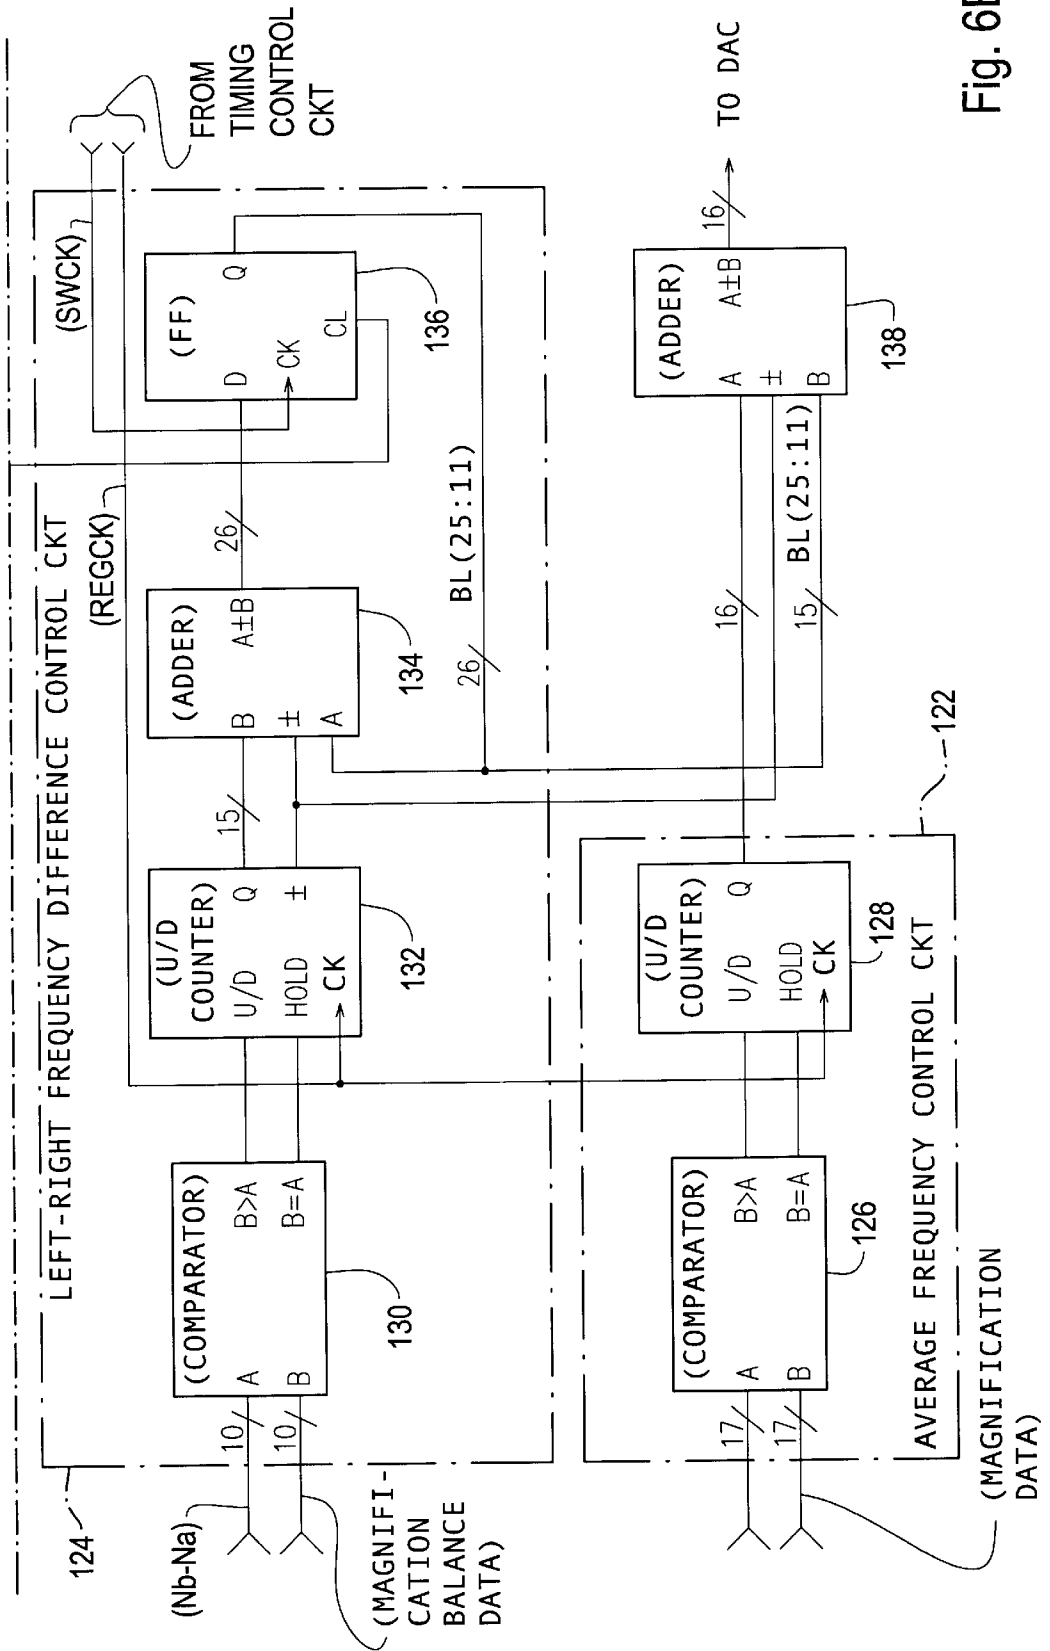 LEFT-RIGHT FREQUENCY DIFFERENCE CONTROL CKT
(REGCK)
(SWCK)
FROM
TIMING
CONTROL
CKT
124
(Nb-Na)
(MAGNIFI-
CATION
BALANCE
DATA)
10
10
(COMPARATOR)
A
B
B>A
B=A
130
(U/D
COUNTER)
U/D
HOLD
CK
Q
±
132
15
(ADDER)
B
±
A
A±B
134
26
(FF)
D
CK
Q
CL
136
26
BL(25:11)
17
17
(COMPARATOR)
A
B
B>A
B=A
126
(U/D
COUNTER)
U/D
HOLD
CK
Q
128
AVERAGE FREQUENCY CONTROL CKT
122
(MAGNIFICATION
DATA)
16
15
BL(25:11)
(ADDER)
A
±
B
A±B
138
16
TO DAC
Fig. 6B